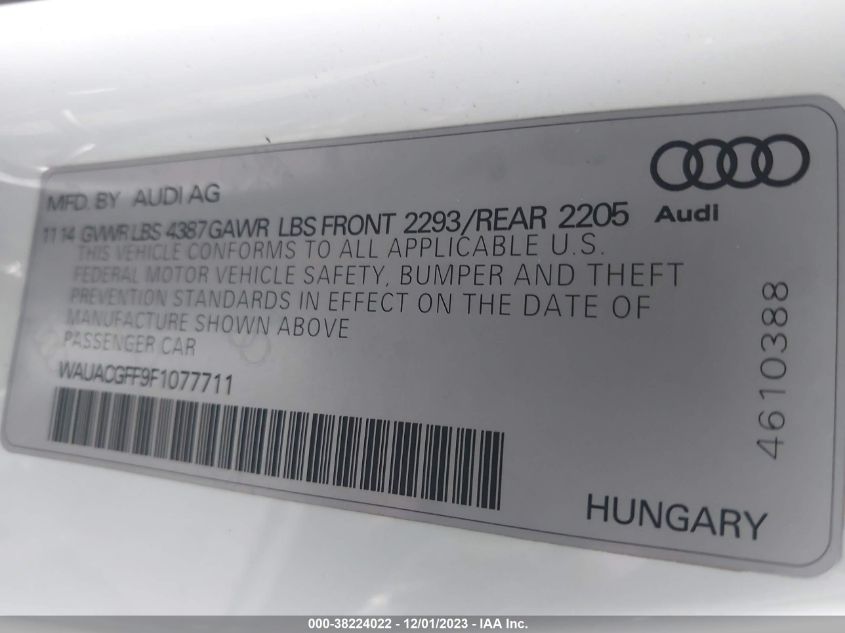 MFD. BY AUDI AG
Audi
11 14 GVWR LBS 4387 GAWR LBS FRONT 2293/REAR 2205
THIS VEHICLE CONFORMS TO ALL APPLICABLE U.S.
FEDERAL MOTOR VEHICLE SAFETY, BUMPER AND THEFT
PREVENTION STANDARDS IN EFFECT ON THE DATE OF
MANUFACTURE SHOWN ABOVE
PASSENGER CAR
WAUACGFF9F1077711
4610388
HUNGARY
000-38224022 - 12/01/2023 - IAA Inc.